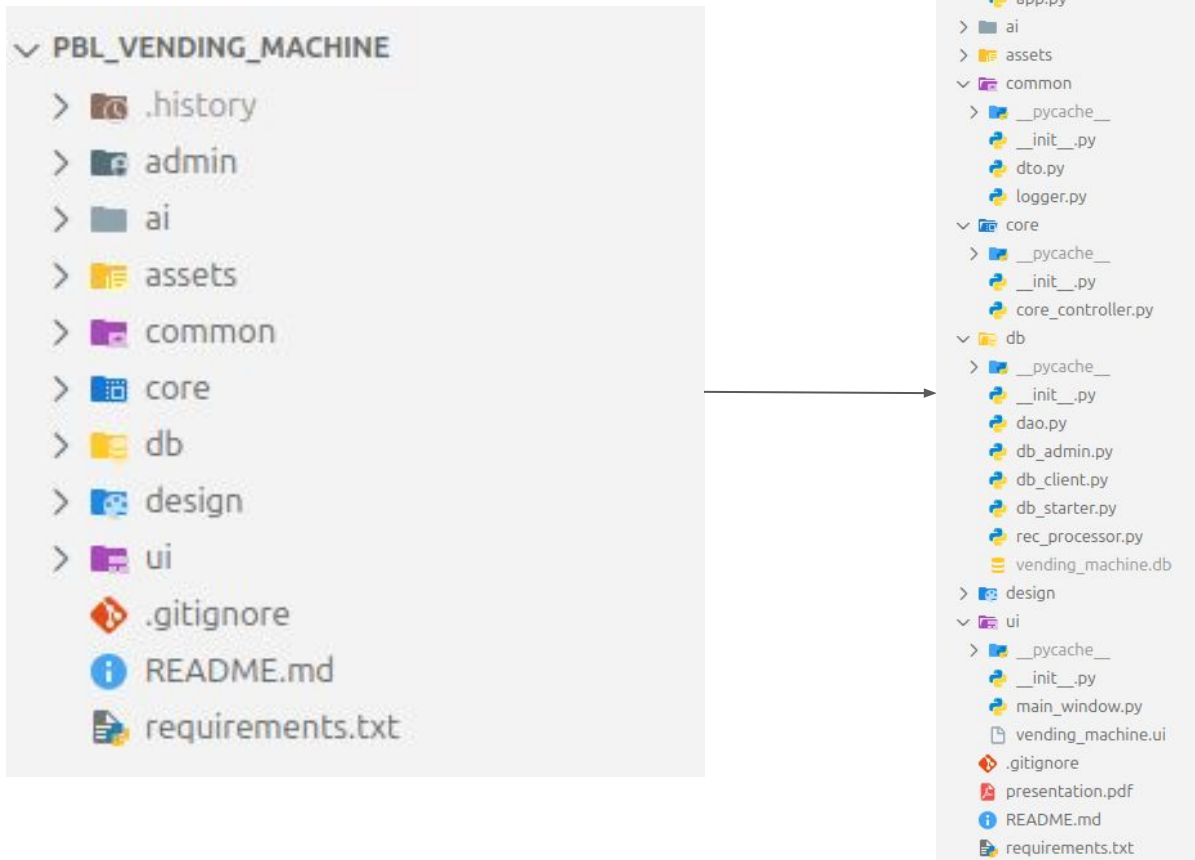 PBL_VENDING_MACHINE
.history
admin
ai
assets
common
core
db
design
ui
.gitignore
README.md
requirements.txt
app.py
ai
assets
common
__pycache__
__init__.py
dto.py
logger.py
core
__pycache__
__init__.py
core_controller.py
db
__pycache__
__init__.py
dao.py
db_admin.py
db_client.py
db_starter.py
rec_processor.py
vending_machine.db
design
ui
__pycache__
__init__.py
main_window.py
vending_machine.ui
.gitignore
presentation.pdf
README.md
requirements.txt